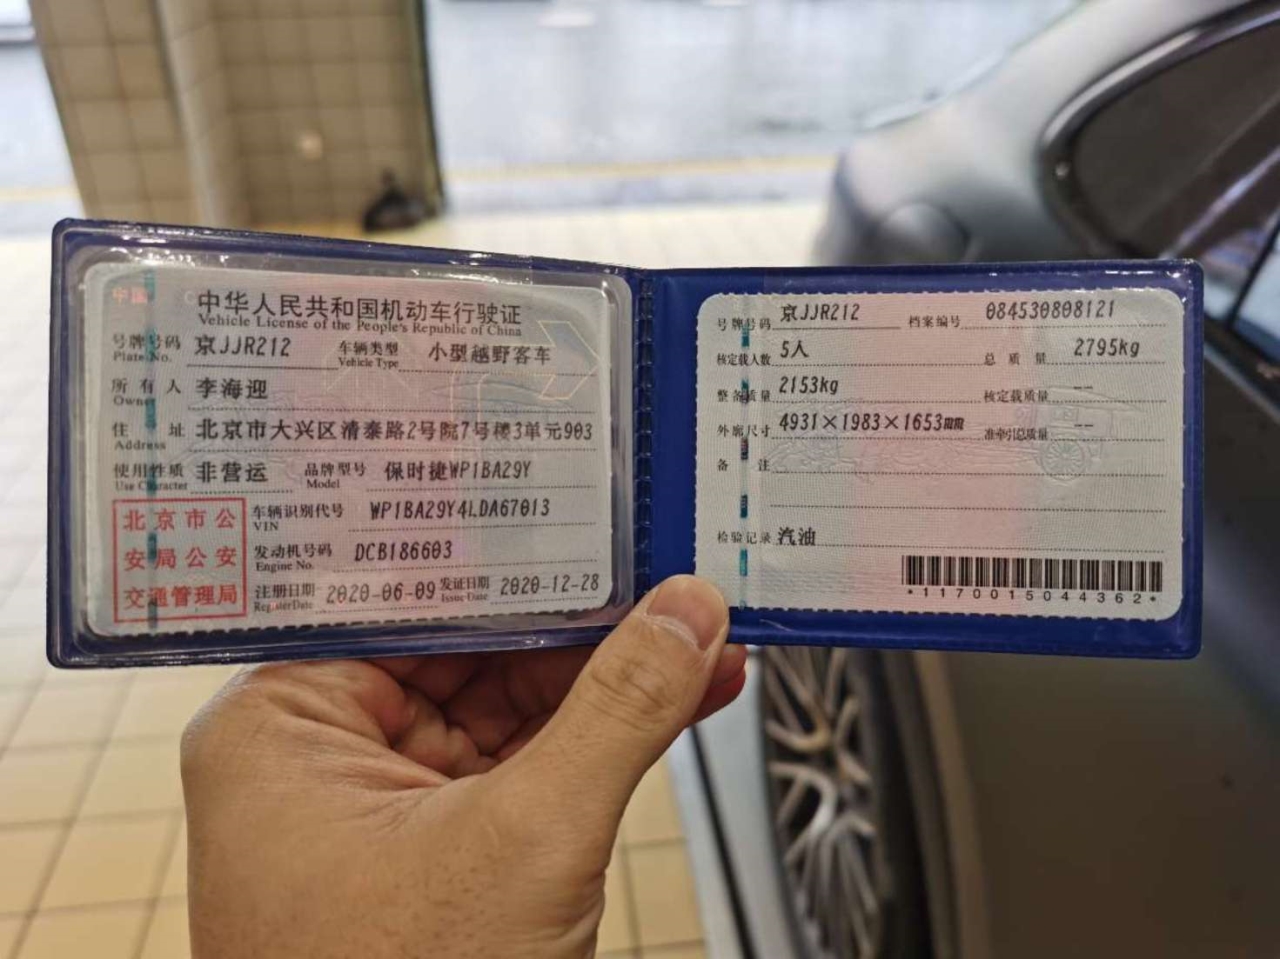 中国
中华人民共和国机动车行驶证
Vehicle License of the People's Republic of China
号牌号码 京JJR212 车辆类型 小型越野客车
Plate No. Vehicle Type
所有人 李海迎
Owner
住址 北京市大兴区清泰路2号院7号楼3单元903
Address
使用性质 非营运 品牌型号 保时捷WP1BA29Y
Use Character Model
北京市公
安局公安
交通管理局
车辆识别代号 WP1BA29Y4LDA67013
VIN
发动机号码 DCB186603
Engine No.
注册日期 2020-06-09 发证日期 2020-12-28
Register Date Issue Date
号牌号码 京JJR212 档案编号 084530808121
核定载人数 5人 总质量 2795kg
整备质量 2153kg 核定载质量 --
外廓尺寸 4931×1983×1653mm 准牵引总质量 --
备注
检验记录 汽油
*1170015044362*